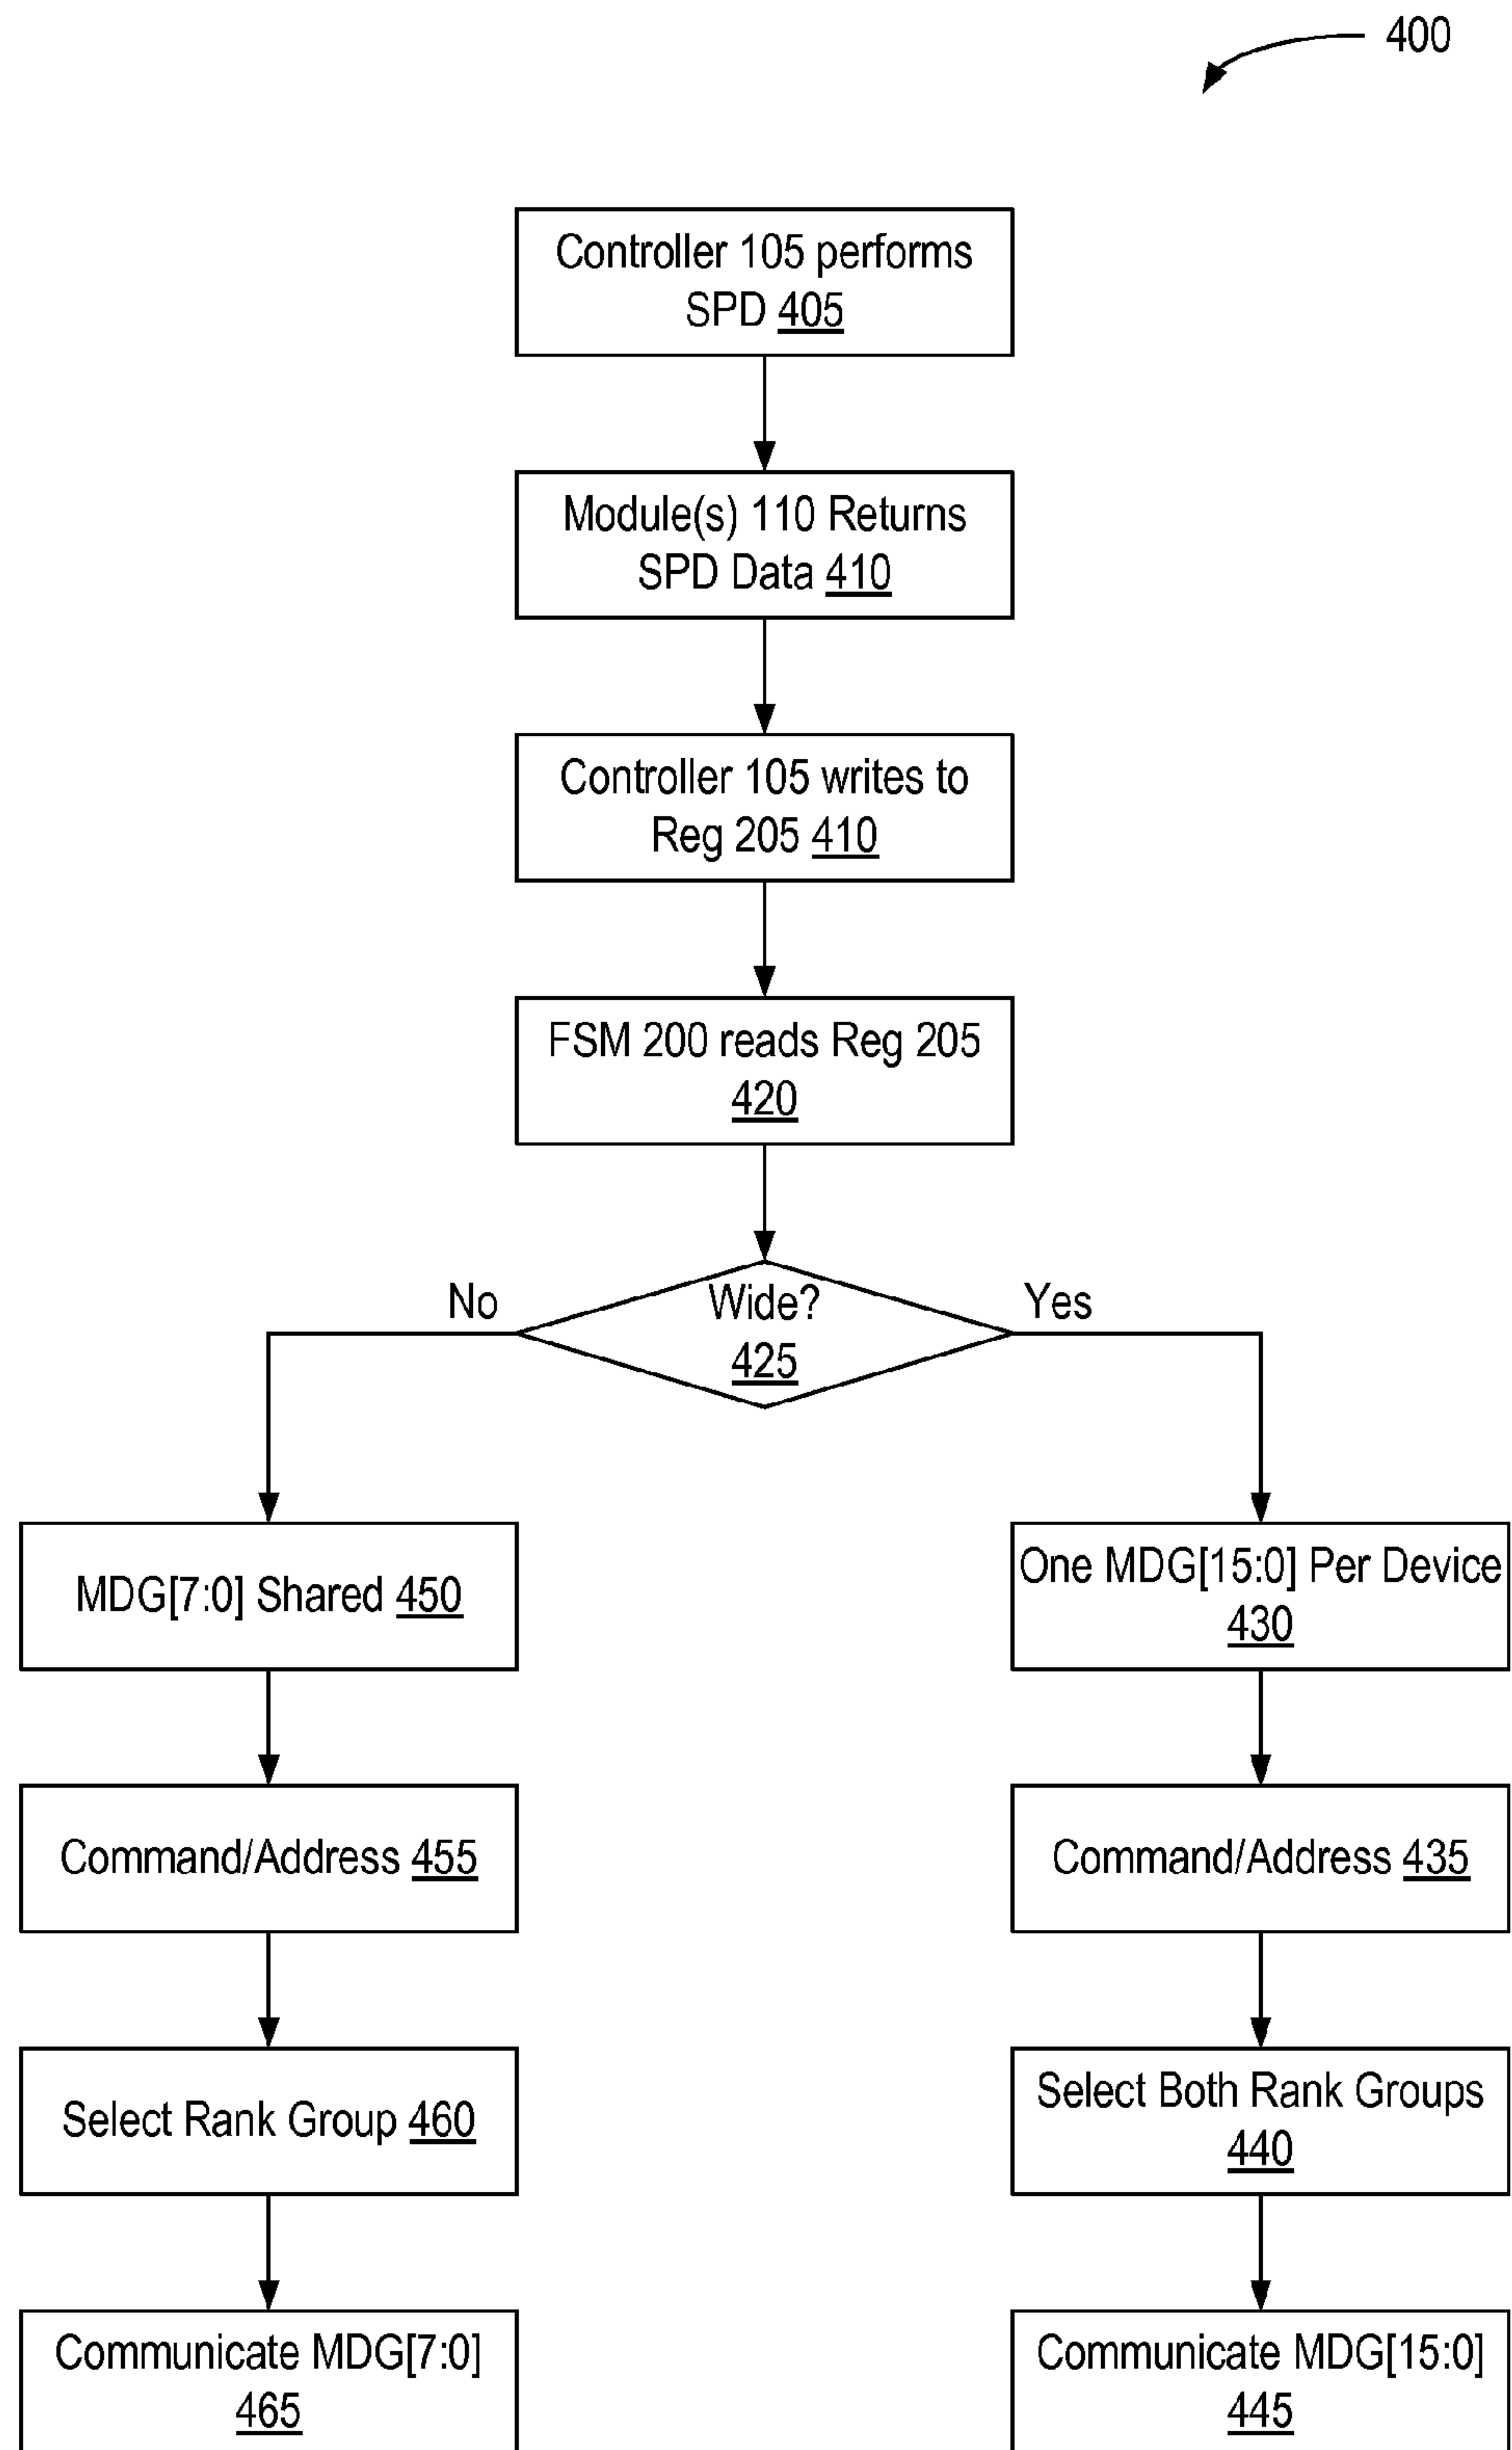 400
Controller 105 performs
SPD 405
Module(s) 110 Returns
SPD Data 410
Controller 105 writes to
Reg 205 410
FSM 200 reads Reg 205
420
Wide?
425
No
Yes
MDG[7:0] Shared 450
Command/Address 455
Select Rank Group 460
Communicate MDG[7:0]
465
One MDG[15:0] Per Device
430
Command/Address 435
Select Both Rank Groups
440
Communicate MDG[15:0]
445